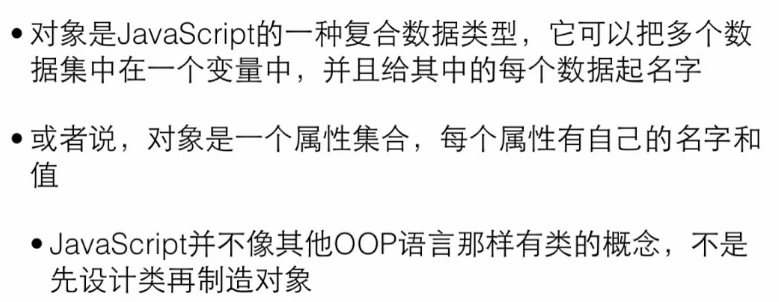 •对象是JavaScript的一种复合数据类型，它可以把多个数
据集中在一个变量中，并且给其中的每个数据起名字
•或者说，对象是一个属性集合，每个属性有自己的名字和
值
•JavaScript并不像其他OOP语言那样有类的概念，不是
先设计类再制造对象